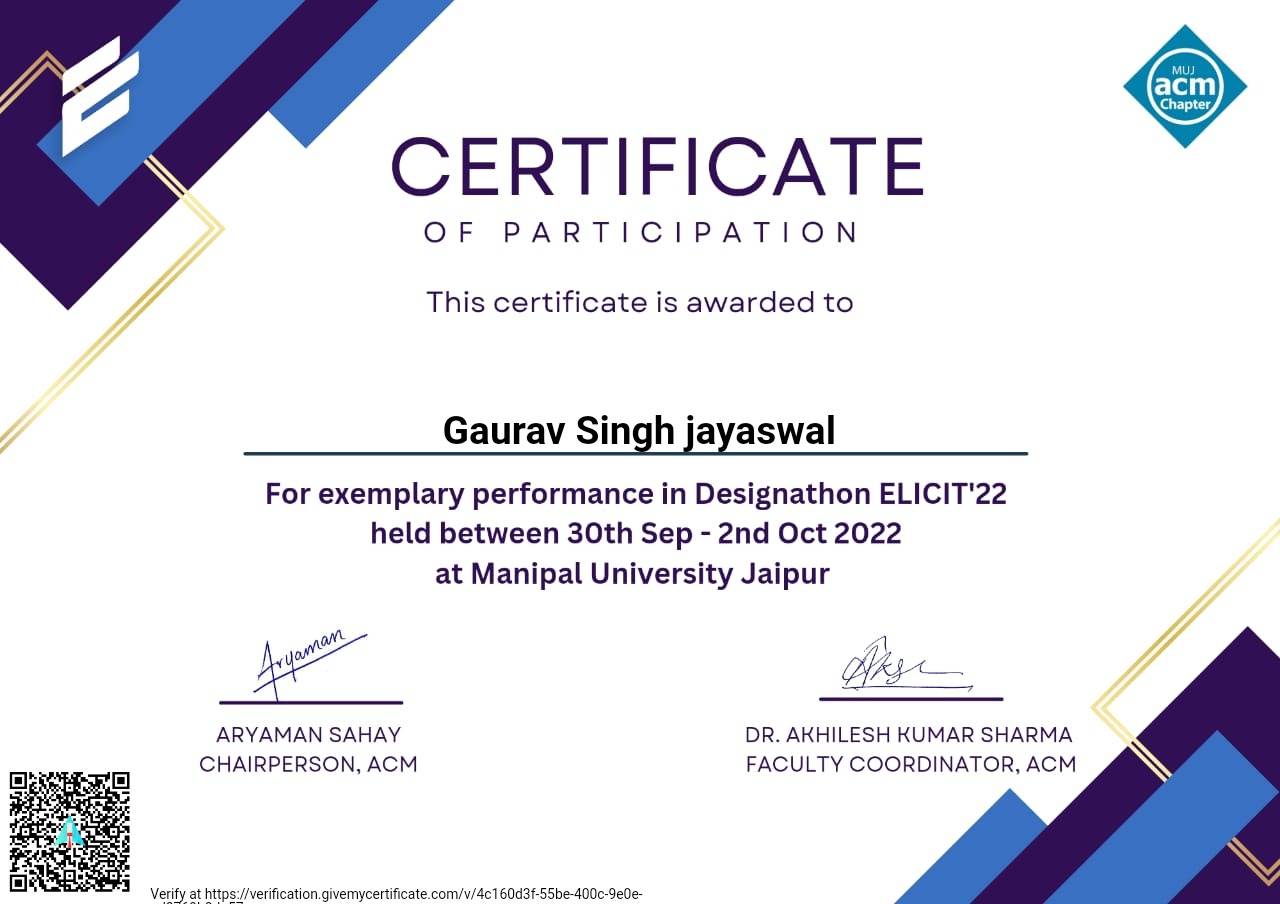 MUJ
acm
Chapter
CERTIFICATE
OF PARTICIPATION
This certificate is awarded to
Gaurav Singh jayaswal
For exemplary performance in Designathon ELICIT'22
held between 30th Sep - 2nd Oct 2022
at Manipal University Jaipur
Aryaman
ARYAMAN SAHAY
CHAIRPERSON, ACM
DR. AKHILESH KUMAR SHARMA
FACULTY COORDINATOR, ACM
Verify at https://verification.givemycertificate.com/v/4c160d3f-55be-400c-9e0e-